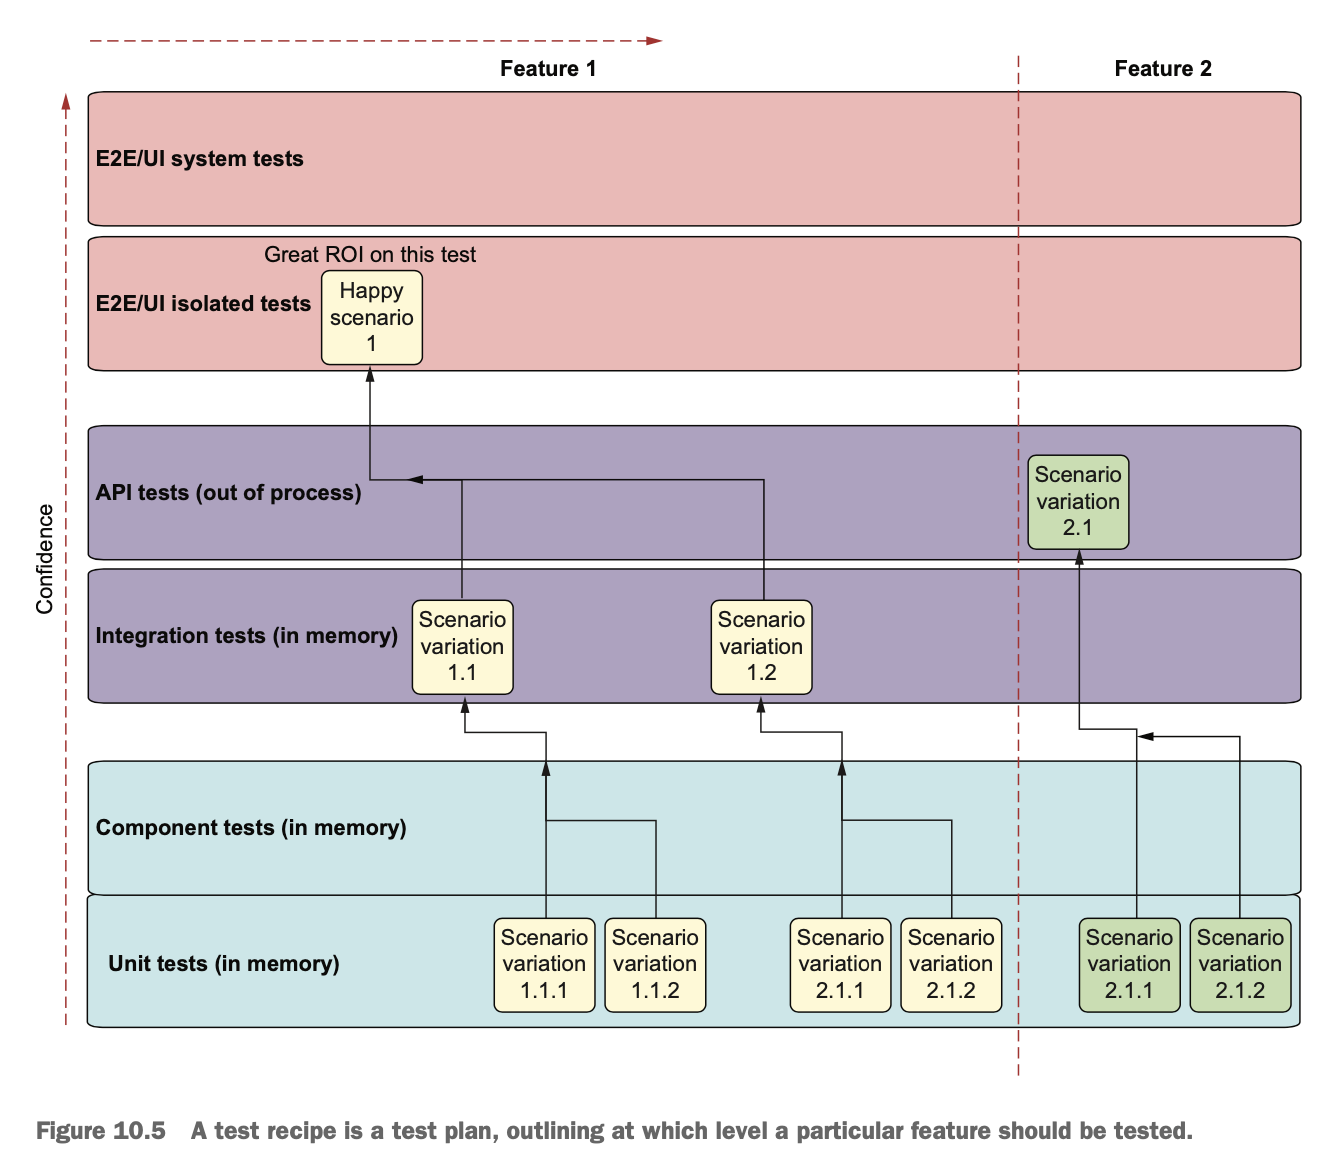 Feature 1
Feature 2
Confidence
E2E/UI system tests
Great ROI on this test
E2E/UI isolated tests
Happy
scenario
1
API tests (out of process)
Scenario
variation
2.1
Integration tests (in memory)
Scenario
variation
1.1
Scenario
variation
1.2
Component tests (in memory)
Unit tests (in memory)
Scenario
variation
1.1.1
Scenario
variation
1.1.2
Scenario
variation
2.1.1
Scenario
variation
2.1.2
Scenario
variation
2.1.1
Scenario
variation
2.1.2
Figure 10.5 A test recipe is a test plan, outlining at which level a particular feature should be tested.